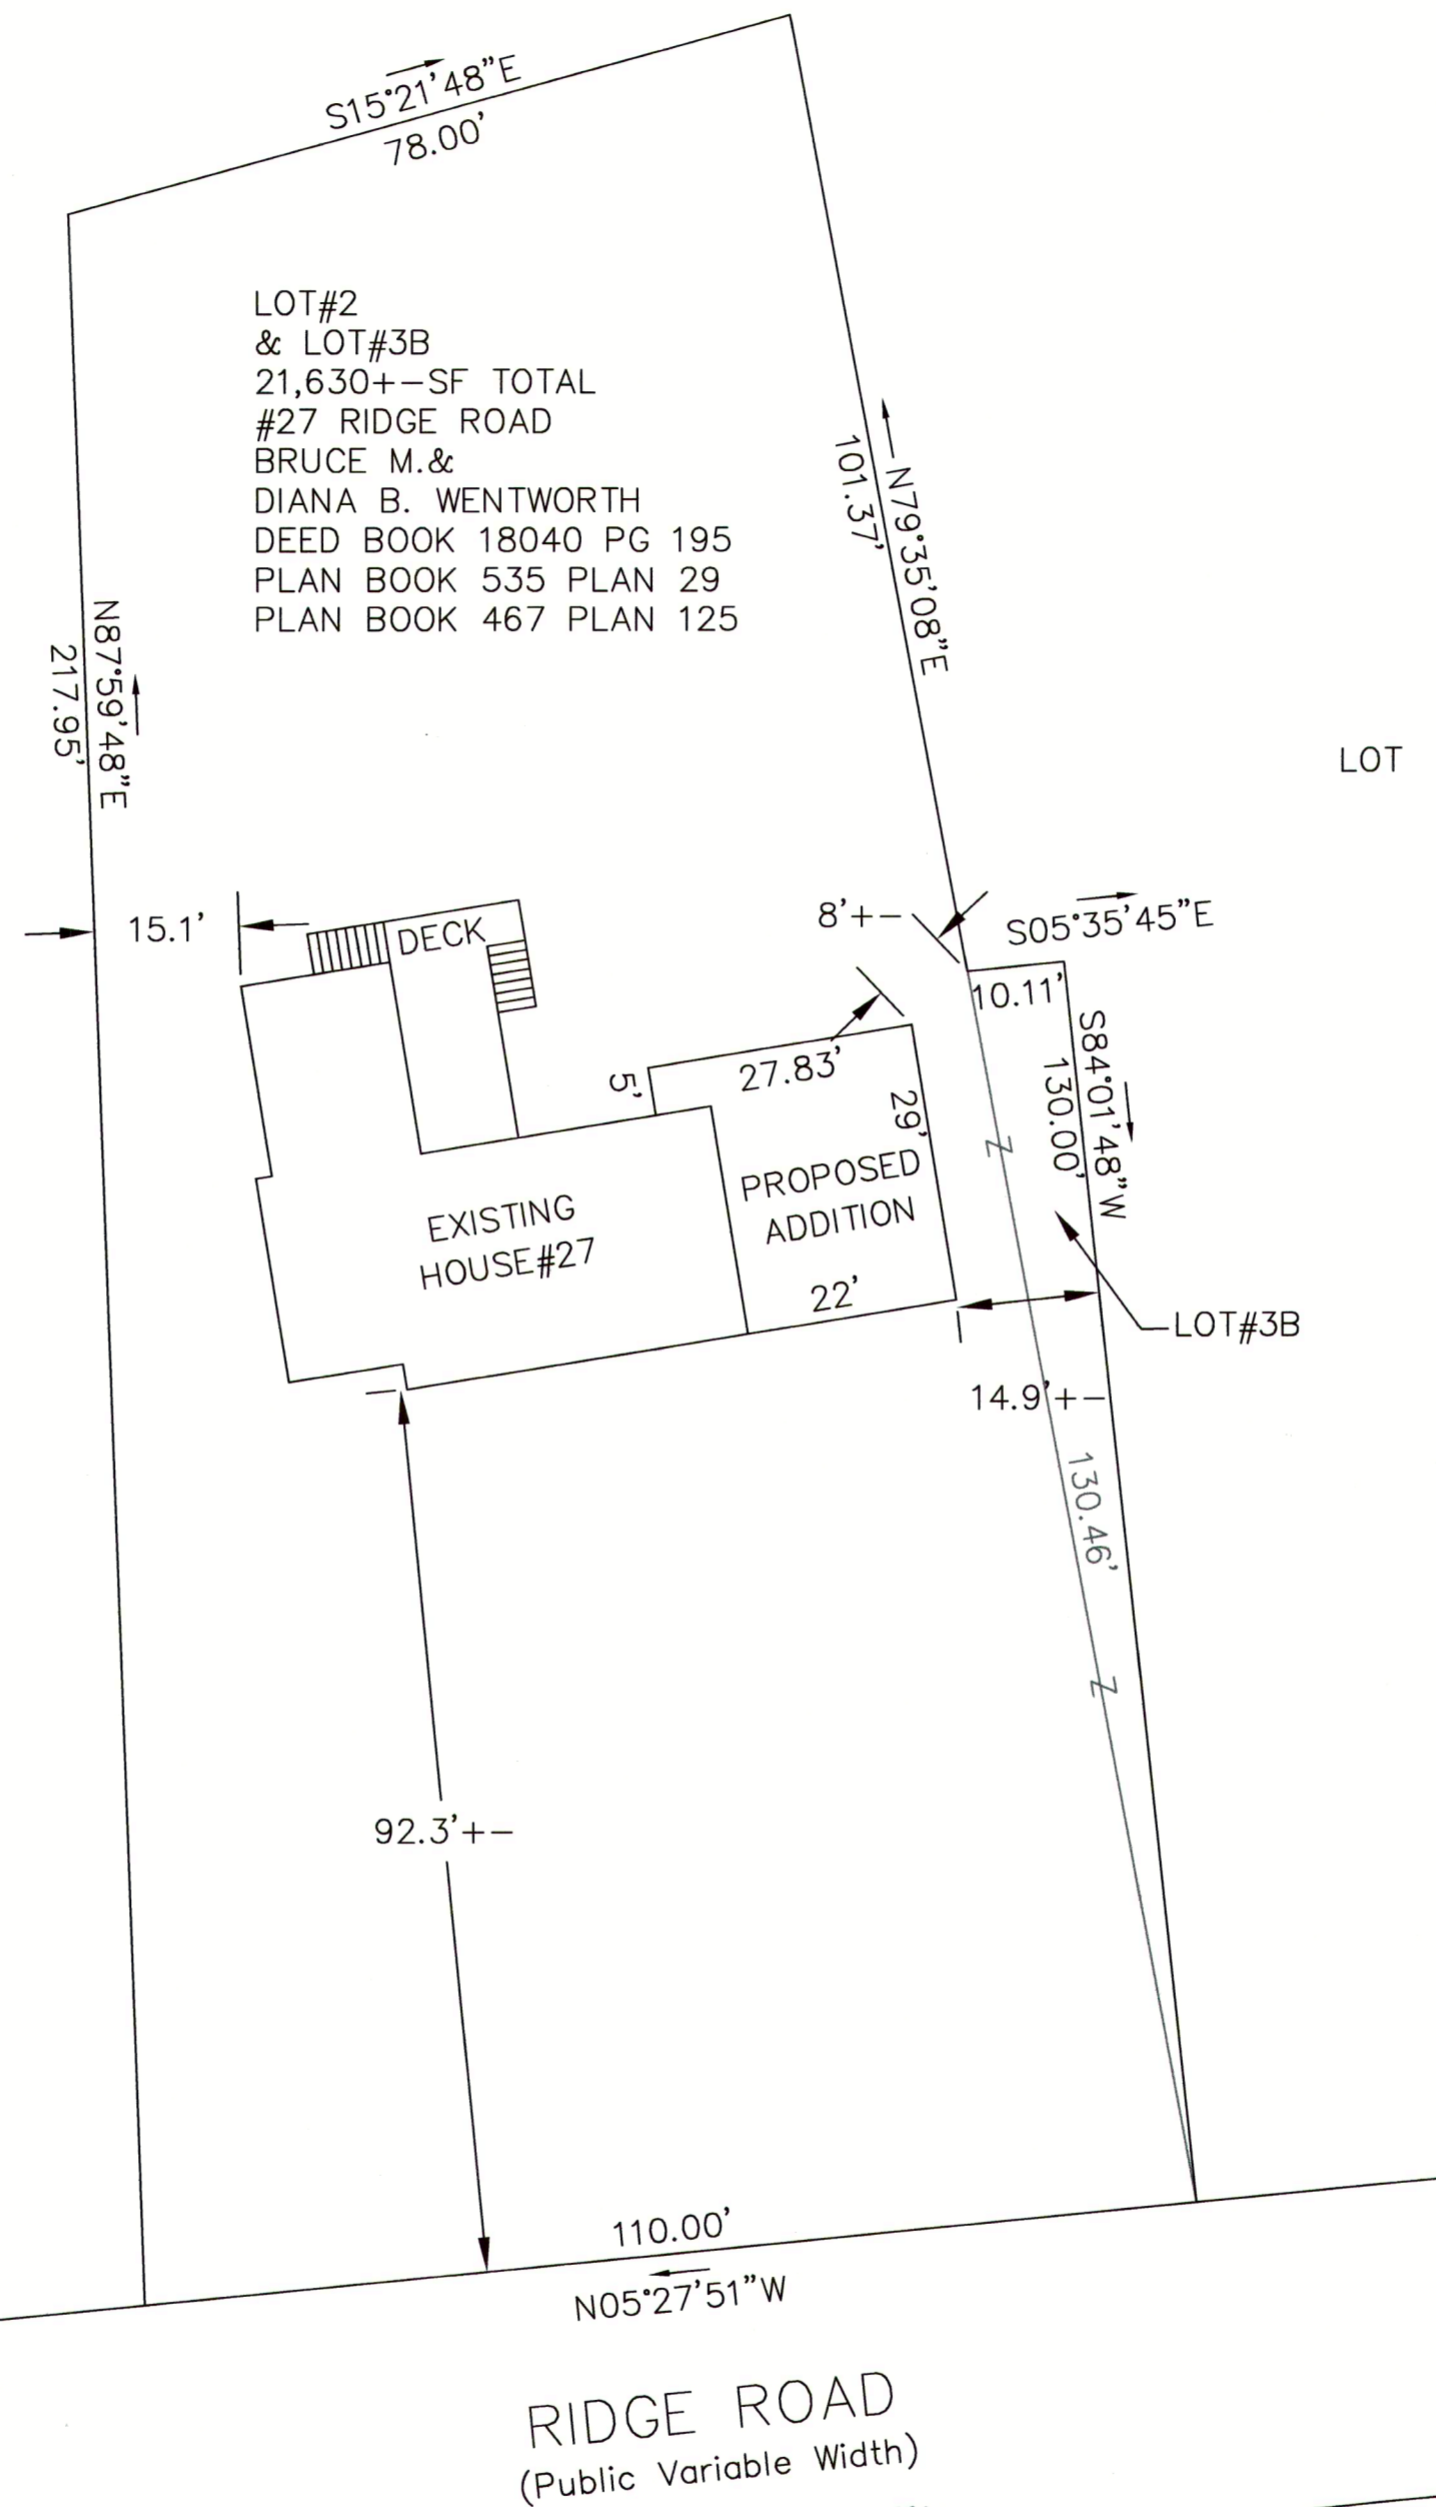 S15°21'48"E
78.00'
LOT#2
& LOT#3B
21,630+-SF TOTAL
#27 RIDGE ROAD
BRUCE M.&
DIANA B. WENTWORTH
DEED BOOK 18040 PG 195
PLAN BOOK 535 PLAN 29
PLAN BOOK 467 PLAN 125
N79°35'08"E
101.37'
N87°59'48"E
217.95'
LOT
15.1'
DECK
8'+-
S05°35'45"E
10.11'
S84°01'48"W
130.00'
5'
27.83'
29'
PROPOSED
ADDITION
22'
EXISTING
HOUSE#27
LOT#3B
14.9'+-
Z
130.46'
Z
92.3'+-
110.00'
N05°27'51"W
RIDGE ROAD
(Public Variable Width)